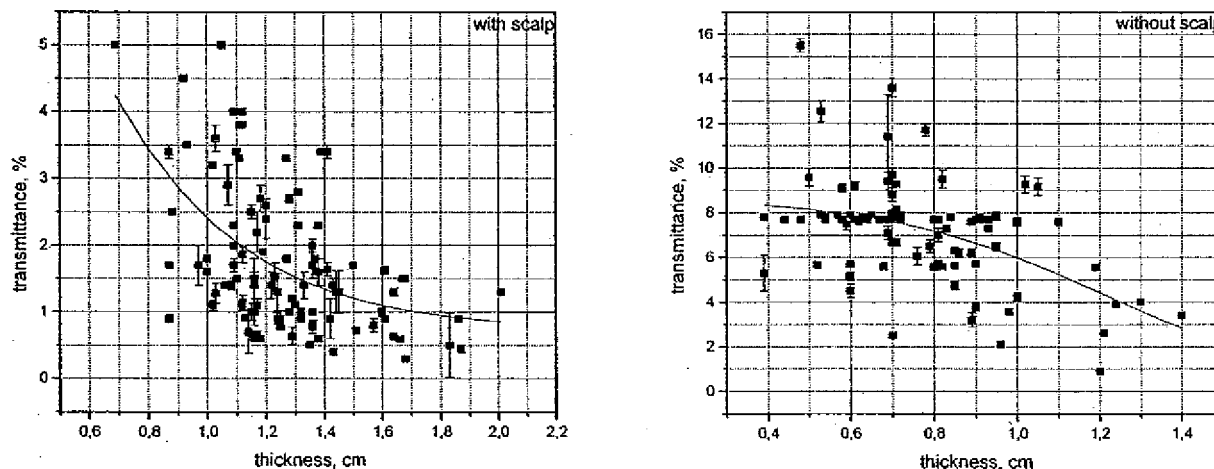 with scalp
5
4
3
2
1
0
transmittance, %
0,6 0,8 1,0 1,2 1,4 1,6 1,8 2,0 2,2
thickness, cm
without scalp
16
14
12
10
8
6
4
2
0
transmittance, %
0,4 0,6 0,8 1,0 1,2 1,4
thickness, cm